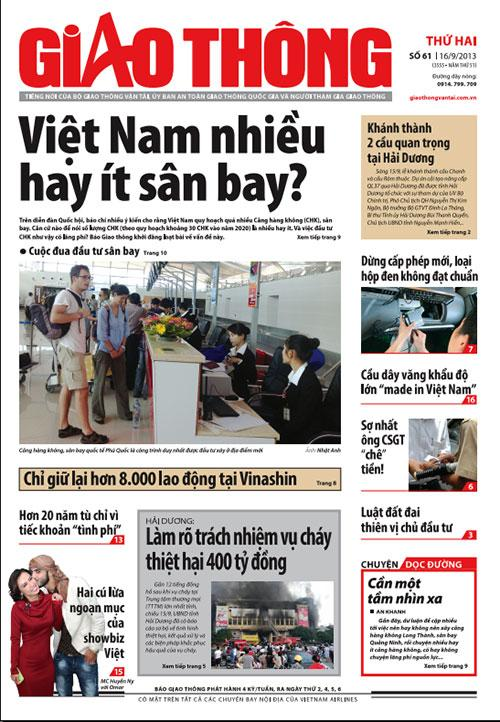 GIAO THÔNG
THỨ HAI
SỐ 61 | 16/9/2013
(3555 • NĂM THỨ 51)
Đường dây nóng:
0914. 799. 709
giaothongvantai.com.vn
TIẾNG NÓI CỦA BỘ GIAO THÔNG VẬN TẢI, ỦY BAN AN TOÀN GIAO THÔNG QUỐC GIA VÀ NGƯỜI THAM GIA GIAO THÔNG
Việt Nam nhiều
hay ít sân bay?
Trên diễn đàn Quốc hội, báo chí nhiều ý kiến cho rằng Việt Nam quy hoạch quá nhiều Cảng hàng không (CHK), sân
bay. Căn cứ nào để nói số lượng CHK (theo quy hoạch khoảng 30 CHK vào năm 2020) là nhiều hay ít. Và việc đầu tư
CHK như vậy có lãng phí? Báo Giao thông khởi đăng loạt bài về vấn đề này.
Xem tiếp trang 9
• Cuộc đua đầu tư sân bay Trang 10
Cảng hàng không, sân bay quốc tế Phú Quốc là công trình duy nhất được đầu tư xây ở địa điểm mới
Ảnh: Nhật Anh
Khánh thành
2 cầu quan trọng
tại Hải Dương
Sáng 15/9, lễ khánh thành cầu Chanh
và cầu Rầm thuộc. Dự án cải tạo nâng cấp
QL37 qua Hải Dương đã được tỉnh Hải
Dương tổ chức với sự tham dự của UV Bộ
Chính trị, Phó Chủ tịch QH Nguyễn Thị Kim
Ngân, Bộ trưởng Bộ GTVT Đinh La Thăng,
Bí thư Tỉnh ủy Hải Dương Bùi Thanh Quyến,
Chủ tịch UBND tỉnh Nguyễn Mạnh Hiển...
Xem tiếp trang 2
Dừng cấp phép mới, loại
hộp đen không đạt chuẩn
7
Cầu dây văng khẩu độ
lớn “made in Việt Nam”
16
Sợ nhất
ông CSGT
“chê”
tiền!
6
Luật đất đai
thiên vị chủ đầu tư
3
Chỉ giữ lại hơn 8.000 lao động tại Vinashin
Trang 8
Hơn 20 năm tù chỉ vì
tiếc khoản “tình phí”
13
Hai cú lừa
ngoạn mục
của
showbiz
Việt
15
MC Huyền Ny
với Omar
HẢI DƯƠNG:
Làm rõ trách nhiệm vụ cháy
thiệt hại 400 tỷ đồng
Gần 12 tiếng đồng
hồ sau khi vụ cháy tại
Trung tâm thương mại
(TTTM) lớn nhất tỉnh,
chiều 15/9, UBND tỉnh
Hải Dương đã có báo
cáo sơ bộ về tình hình
thiệt hại, kết quả xử lý và
các biện pháp khắc phục
hậu quả của vụ cháy.
Xem tiếp trang 5
CHUYỆN DỌC ĐƯỜNG
Cần một
tầm nhìn xa
■ AN KHANH
Gần đây, dư luận đề cập nhiều
tới việc nên hay không nên xây cảng
hàng không Long Thành, sân bay
Quảng Ninh, rồi chuyện nhiều hay
ít cảng hàng không, có hay không
chuyện lãng phí nguồn lực...
Xem tiếp trang 9
BÁO GIAO THÔNG PHÁT HÀNH 4 KỲ/TUẦN, RA NGÀY THỨ 2, 4, 5, 6
CÓ MẶT TRÊN TẤT CẢ CÁC CHUYẾN BAY NỘI ĐỊA CỦA VIETNAM AIRLINES